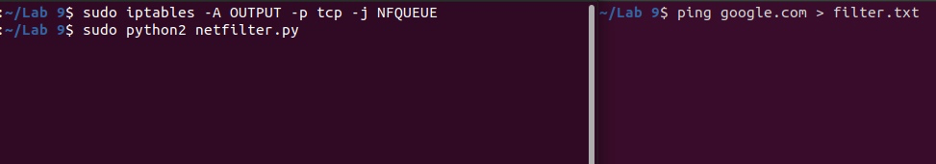 :~/Lab 9$ sudo iptables -A OUTPUT -p tcp -j NFQUEUE
:~/Lab 9$ sudo python2 netfilter.py
~/Lab 9$ ping google.com > filter.txt